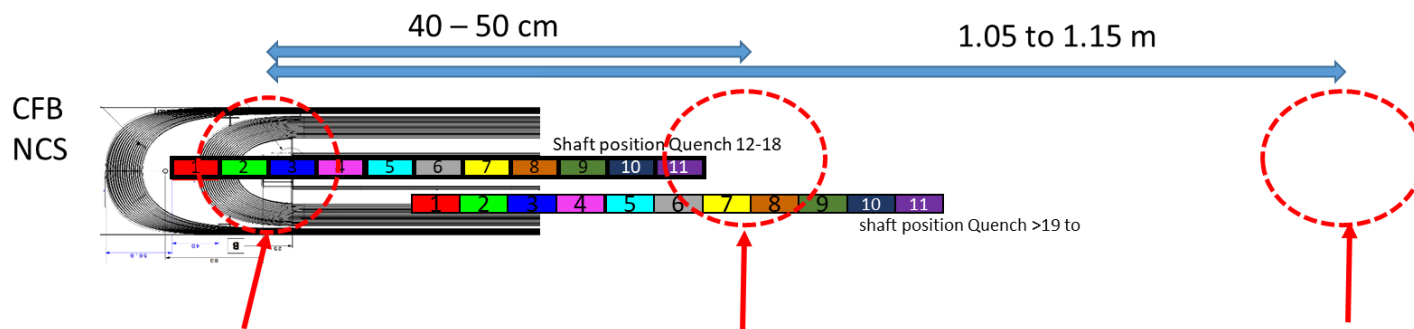 40 – 50 cm
1.05 to 1.15 m
CFB
NCS
Shaft position Quench 12-18
1 2 3 4 5 6 7 8 9 10 11
1 2 3 4 5 6 7 8 9 10 11
shaft position Quench >19 to
B
40
25